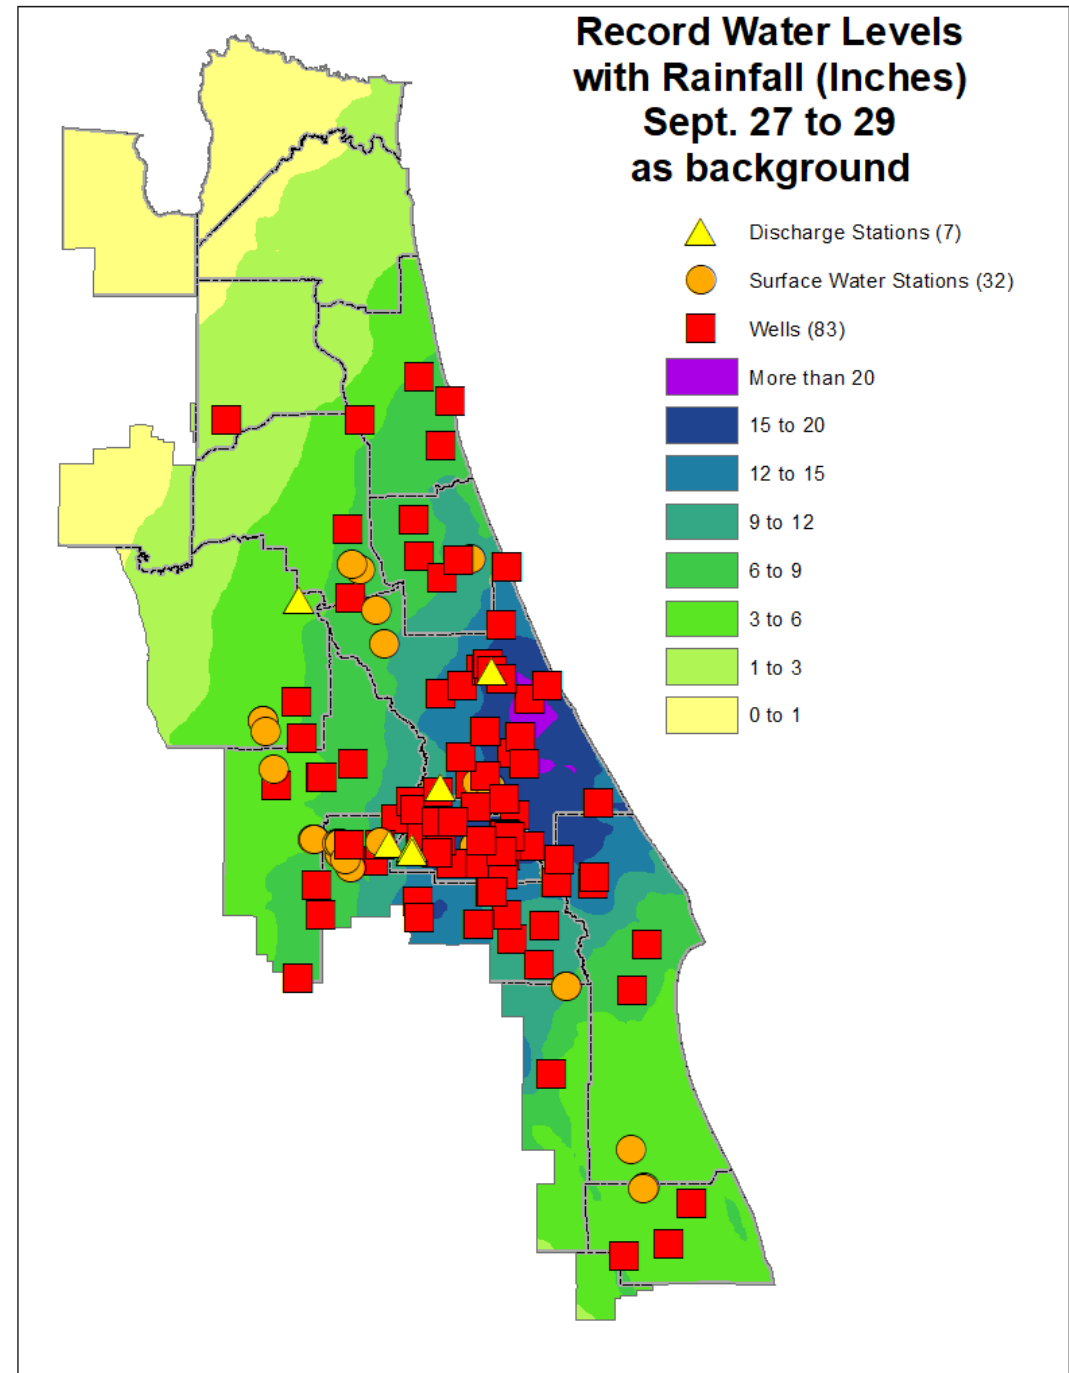 Record Water Levels
with Rainfall (Inches)
Sept. 27 to 29
as background
Discharge Stations (7)
Surface Water Stations (32)
Wells (83)
More than 20
15 to 20
12 to 15
9 to 12
6 to 9
3 to 6
1 to 3
0 to 1